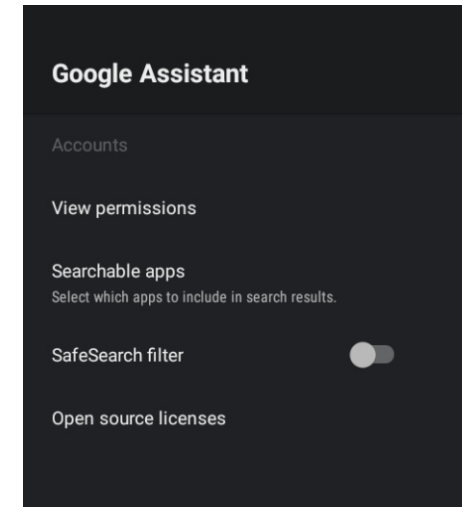 Google Assistant
Accounts
View permissions
Searchable apps
Select which apps to include in search results.
SafeSearch filter
Open source licenses